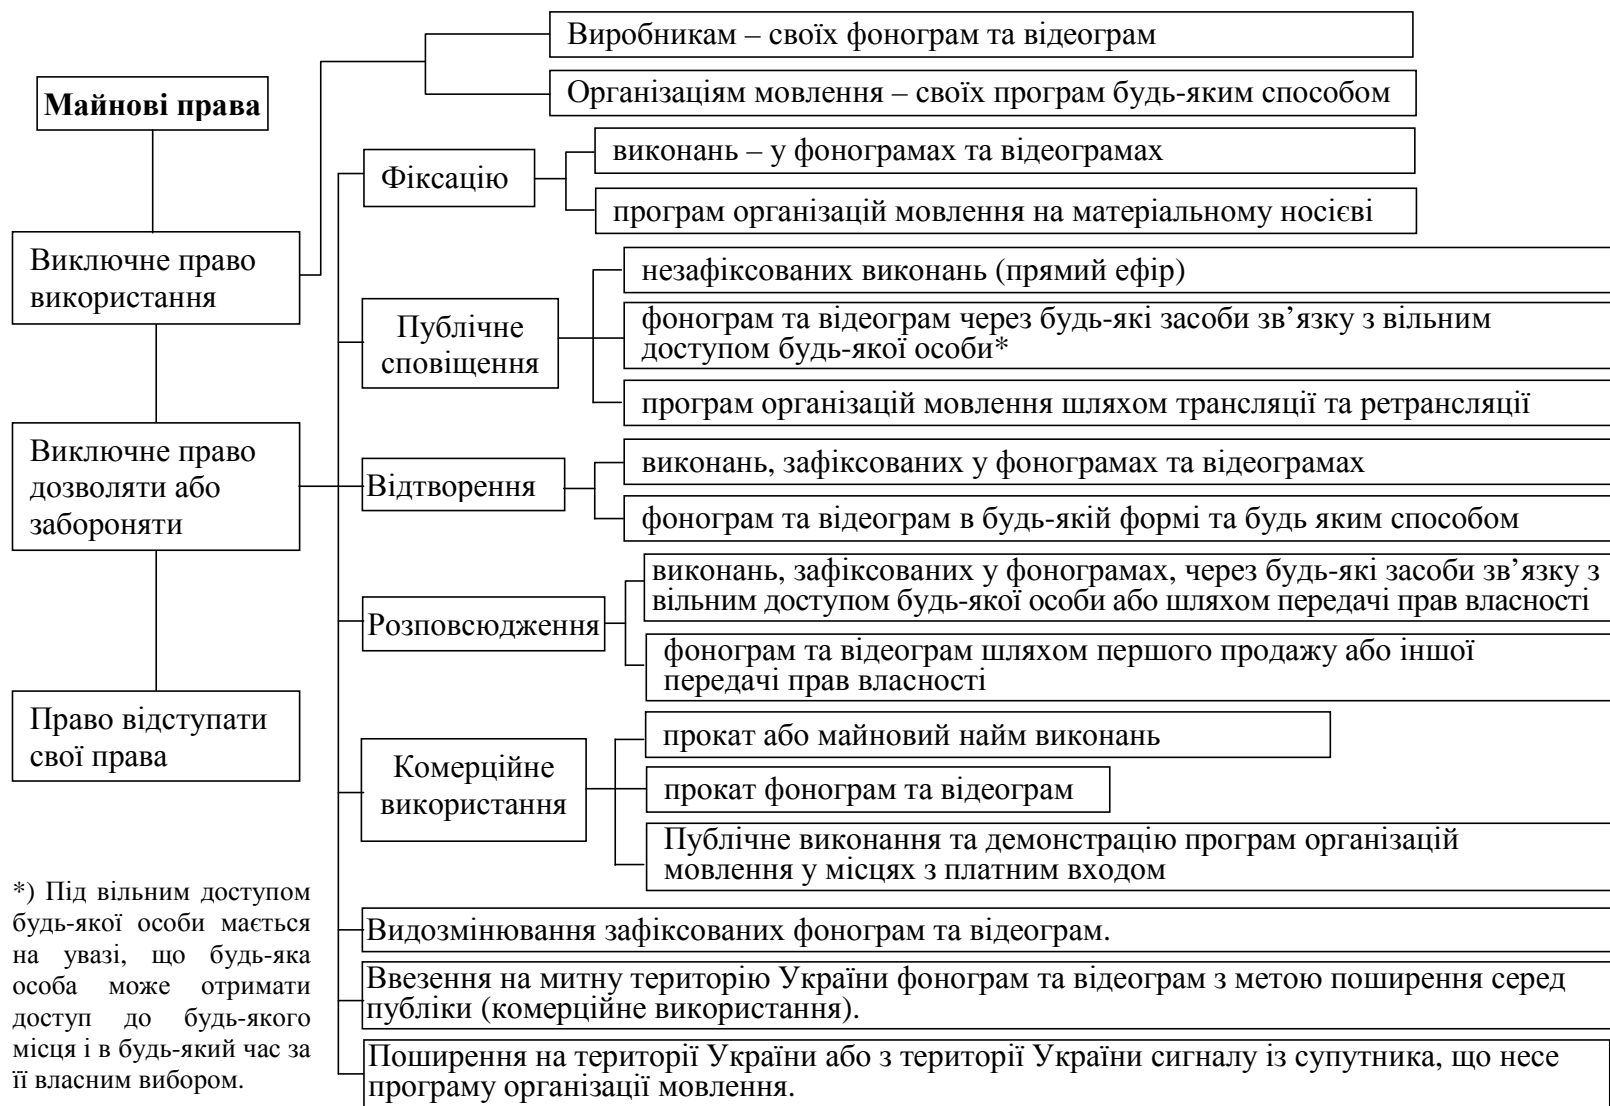 Майнові права
Виключне право
використання
Виробникам – своїх фонограм та відеограм
Організаціям мовлення – своїх програм будь-яким способом
Виключне право
дозволяти або
забороняти
Фіксацію
виконань – у фонограмах та відеограмах
програм організацій мовлення на матеріальному носієві
Публічне
сповіщення
незафіксованих виконань (прямий ефір)
фонограм та відеограм через будь-які засоби зв’язку з вільним
доступом будь-якої особи*
програм організацій мовлення шляхом трансляції та ретрансляції
Відтворення
виконань, зафіксованих у фонограмах та відеограмах
фонограм та відеограм в будь-якій формі та будь яким способом
Розповсюдження
виконань, зафіксованих у фонограмах, через будь-які засоби зв’язку з
вільним доступом будь-якої особи або шляхом передачі прав власності
фонограм та відеограм шляхом першого продажу або іншої
передачі прав власності
Комерційне
використання
прокат або майновий найм виконань
прокат фонограм та відеограм
Публічне виконання та демонстрацію програм організацій
мовлення у місцях з платним входом
Видозмінювання зафіксованих фонограм та відеограм.
Ввезення на митну територію України фонограм та відеограм з метою поширення серед
публіки (комерційне використання).
Поширення на території України або з території України сигналу із супутника, що несе
програму організації мовлення.
Право відступати
свої права
*) Під вільним доступом
будь-якої особи мається
на увазі, що будь-яка
особа може отримати
доступ до будь-якого
місця і в будь-який час за
її власним вибором.